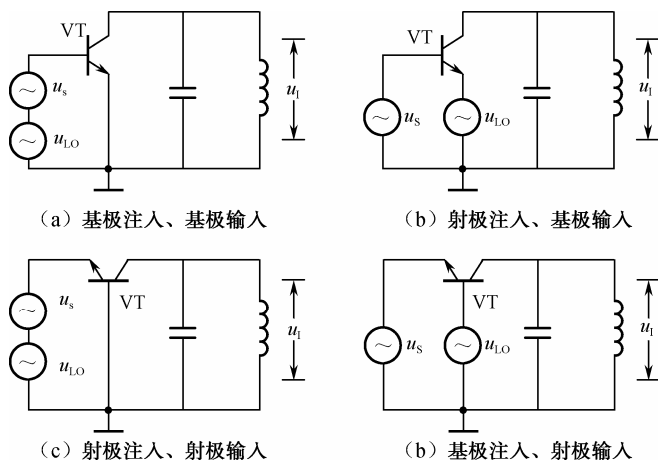 VT
u_s
u_LO
u_I
（a）基极注入、基极输入
VT
u_S
u_LO
u_I
（b）射极注入、基极输入
VT
u_s
u_LO
u_I
（c）射极注入、射极输入
VT
u_S
u_LO
u_I
（b）基极注入、射极输入